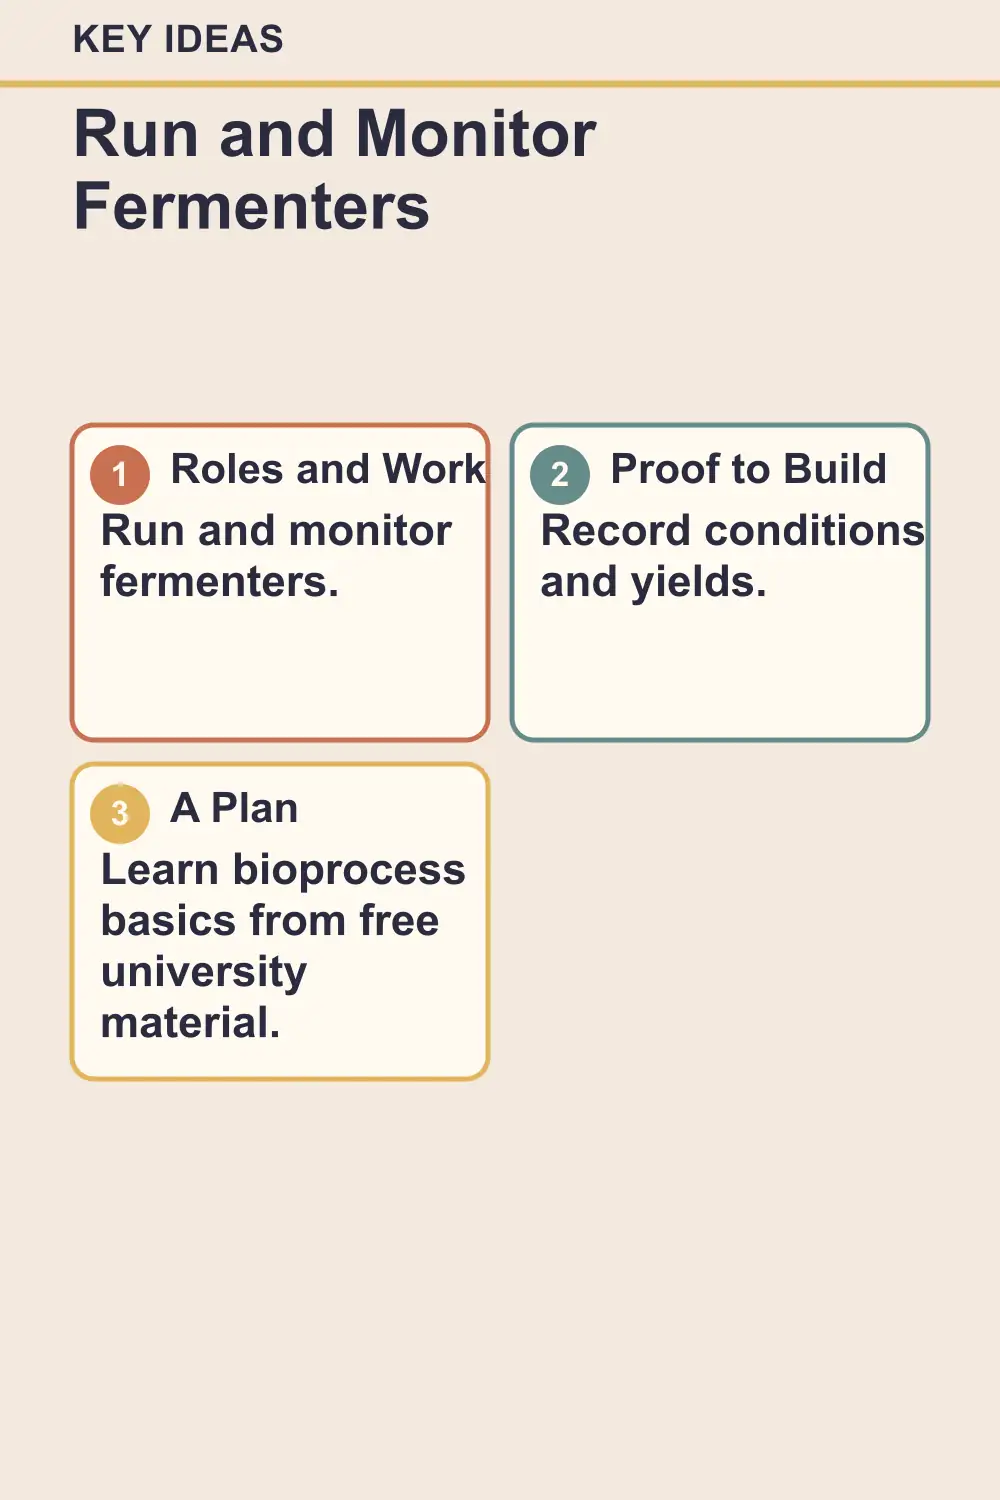 KEY IDEAS
Run and Monitor
Fermenters
1 Roles and Work
Run and monitor
fermenters.
2 Proof to Build
Record conditions
and yields.
3 A Plan
Learn bioprocess
basics from free
university
material.